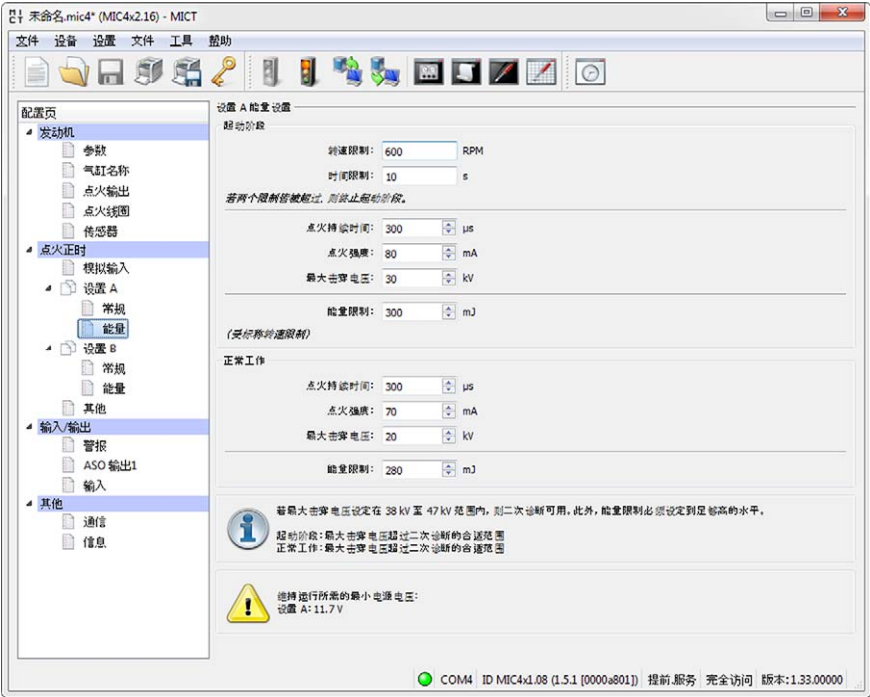 未命名.mic4* (MIC4x2.16) - MICT
文件 设备 设置 文件 工具 帮助
配置页
发动机
参数
气缸名称
点火输出
点火线圈
传感器
点火正时
模拟输入
设置 A
常规
能量
设置 B
常规
能量
其他
输入/输出
警报
ASO 输出1
输入
其他
通信
信息
设置 A 能量设置
起动阶段
转速限制: 600 RPM
时间限制: 10 s
若两个限制皆被超过, 则终止起动阶段。
点火持续时间: 300 µs
点火强度: 80 mA
最大击穿电压: 30 kV
能量限制: 300 mJ
(受标称转速限制)
正常工作
点火持续时间: 300 µs
点火强度: 70 mA
最大击穿电压: 20 kV
能量限制: 280 mJ
若最大击穿电压设定在 38 kV 至 47 kV 范围内, 则二次诊断可用。此外, 能量限制必须设定到足够高的水平。
起动阶段: 最大击穿电压超过二次诊断的合适范围
正常工作: 最大击穿电压超过二次诊断的合适范围
维持运行所需的最小电源电压:
设置 A: 11.7 V
COM4 ID MIC4x1.08 (1.5.1 [0000a801]) 提前.服务 完全访问 版本:1.33.00000